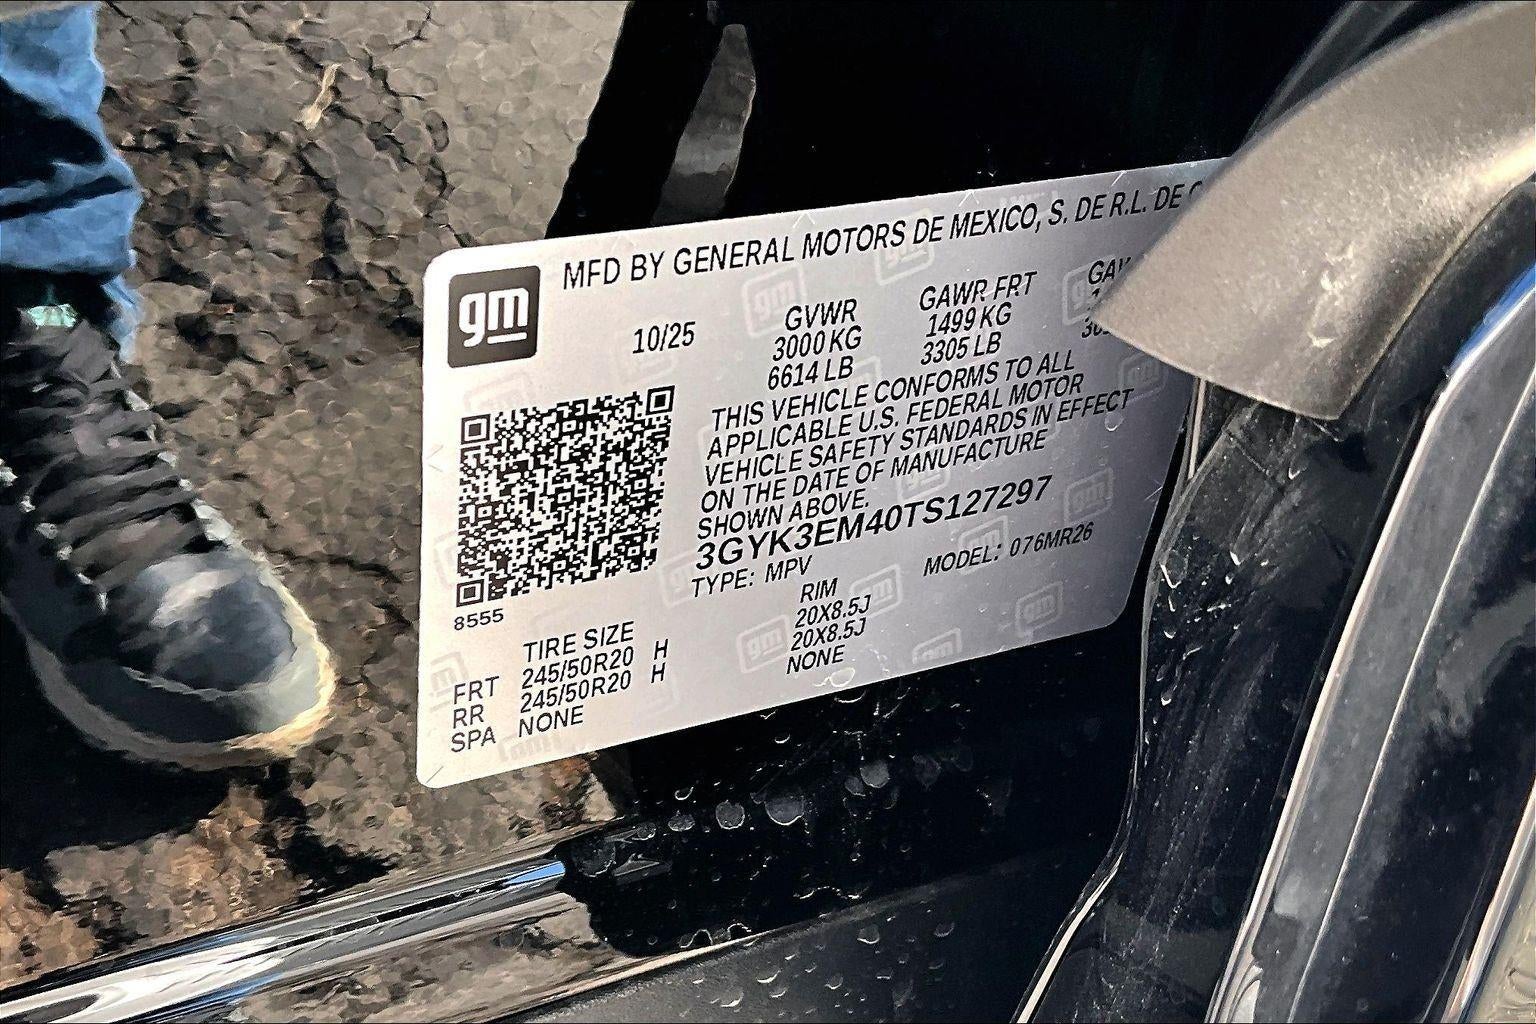 gm
MFD BY GENERAL MOTORS DE MEXICO, S. DE R.L. DE
10/25
GVWR
3000 KG
6614 LB
GAWR FRT
1499 KG
3305 LB
THIS VEHICLE CONFORMS TO ALL
APPLICABLE U.S. FEDERAL MOTOR
VEHICLE SAFETY STANDARDS IN EFFECT
ON THE DATE OF MANUFACTURE
SHOWN ABOVE.
3GYK3EM40TS127297
TYPE: MPV MODEL: 076MR26
8555
TIRE SIZE RIM
FRT 245/50R20 H 20X8.5J
RR 245/50R20 H 20X8.5J
SPA NONE NONE